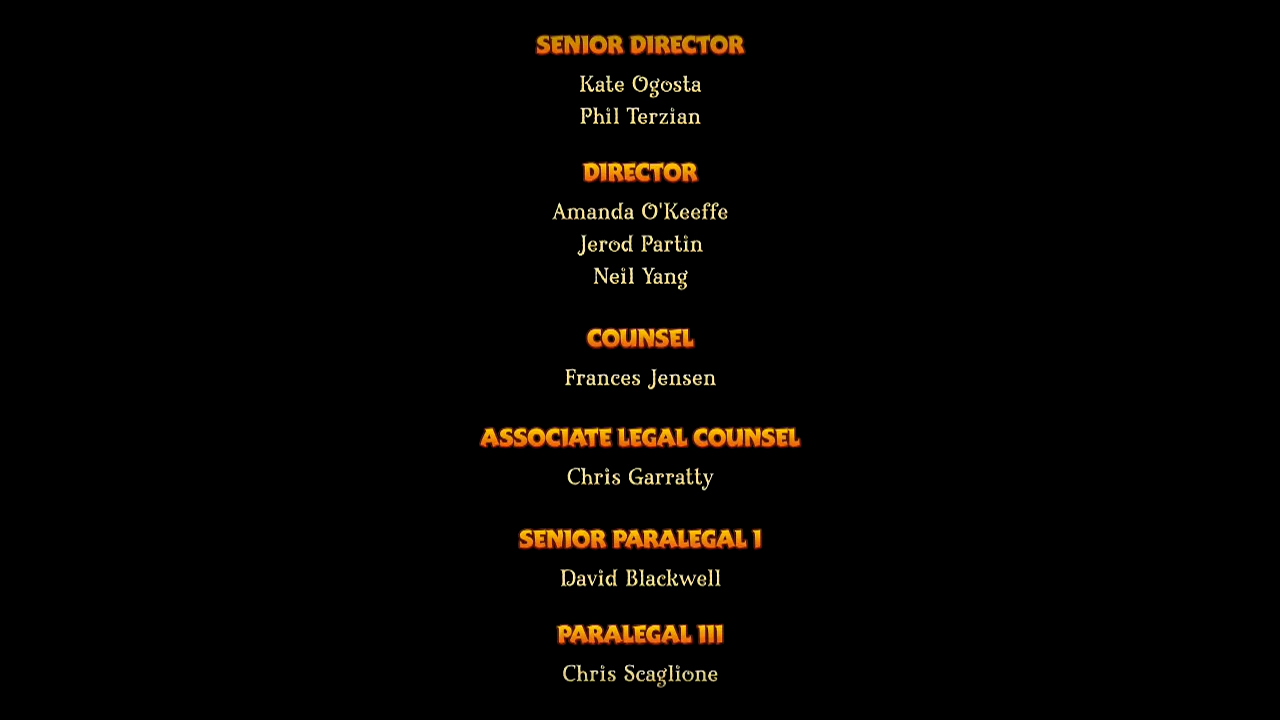 SENIOR DIRECTOR
Kate Ogosta
Phil Terzian
DIRECTOR
Amanda O'Keeffe
Jerod Partin
Neil Yang
COUNSEL
Frances Jensen
ASSOCIATE LEGAL COUNSEL
Chris Garratty
SENIOR PARALEGAL I
David Blackwell
PARALEGAL III
Chris Scaglione